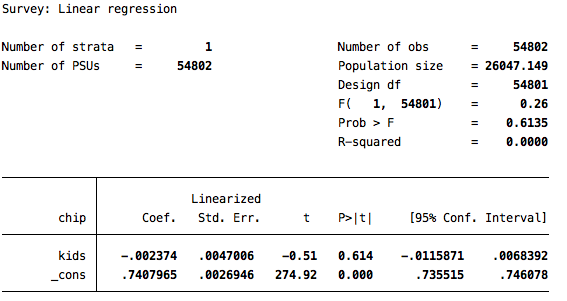 Survey: Linear regression
Number of strata = 1 Number of obs = 54802
Number of PSUs = 54802 Population size = 26047.149
Design df = 54801
F( 1, 54801) = 0.26
Prob > F = 0.6135
R-squared = 0.0000
Linearized
chip Coef. Std. Err. t P>|t| [95% Conf. Interval]
kids -.002374 .0047006 -0.51 0.614 -.0115871 .0068392
_cons .7407965 .0026946 274.92 0.000 .735515 .746078